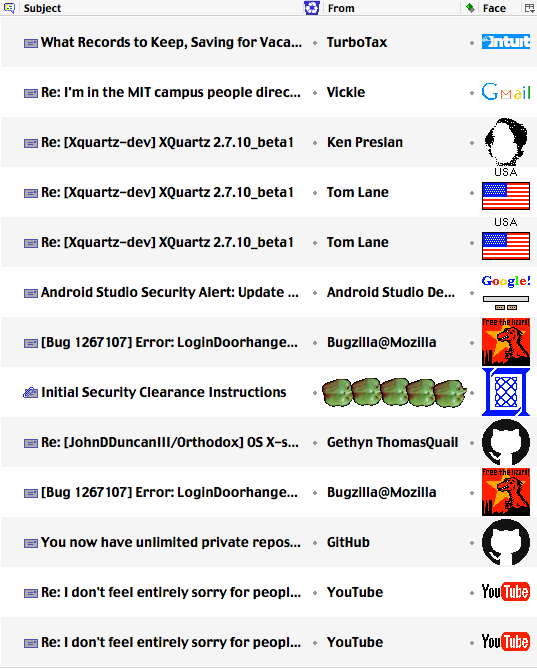 Subject From Face
What Records to Keep, Saving for Vaca... TurboTax Intuit
Re: I'm in the MIT campus people direc... Vickie GMail
Re: [Xquartz-dev] XQuartz 2.7.10_beta1 Ken Preslan
USA
Re: [Xquartz-dev] XQuartz 2.7.10_beta1 Tom Lane
USA
Re: [Xquartz-dev] XQuartz 2.7.10_beta1 Tom Lane
Android Studio Security Alert: Update ... Android Studio De... Google!
[Bug 1267107] Error: LoginDoorhange... Bugzilla@Mozilla Free the lizard!
Initial Security Clearance Instructions
Re: [JohnDDuncanIII/Orthodox] OS X-s... Gethyn ThomasQuail
[Bug 1267107] Error: LoginDoorhange... Bugzilla@Mozilla Free the lizard!
You now have unlimited private repos... GitHub
Re: I don't feel entirely sorry for peopl... YouTube YouTube
Re: I don't feel entirely sorry for peopl... YouTube YouTube